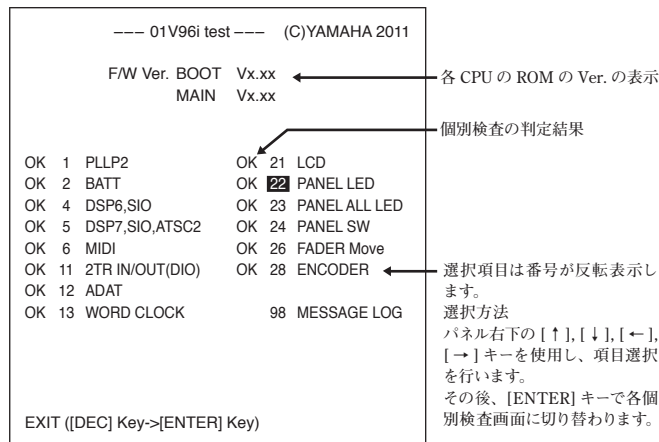 ––– 01V96i test ––– (C)YAMAHA 2011
F/W Ver. BOOT Vx.xx
MAIN Vx.xx
各 CPU の ROM の Ver. の表示
個別検査の判定結果
OK 1 PLLP2
OK 2 BATT
OK 4 DSP6,SIO
OK 5 DSP7,SIO,ATSC2
OK 6 MIDI
OK 11 2TR IN/OUT(DIO)
OK 12 ADAT
OK 13 WORD CLOCK
OK 21 LCD
OK 22 PANEL LED
OK 23 PANEL ALL LED
OK 24 PANEL SW
OK 26 FADER Move
OK 28 ENCODER
98 MESSAGE LOG
選択項目は番号が反転表示し
ます。
選択方法
パネル右下の [ ↑ ], [ ↓ ], [ ← ],
[ → ] キーを使用し、項目選択
を行います。
その後、[ENTER] キーで各個
別検査画面に切り替わります。
EXIT ([DEC] Key->[ENTER] Key)